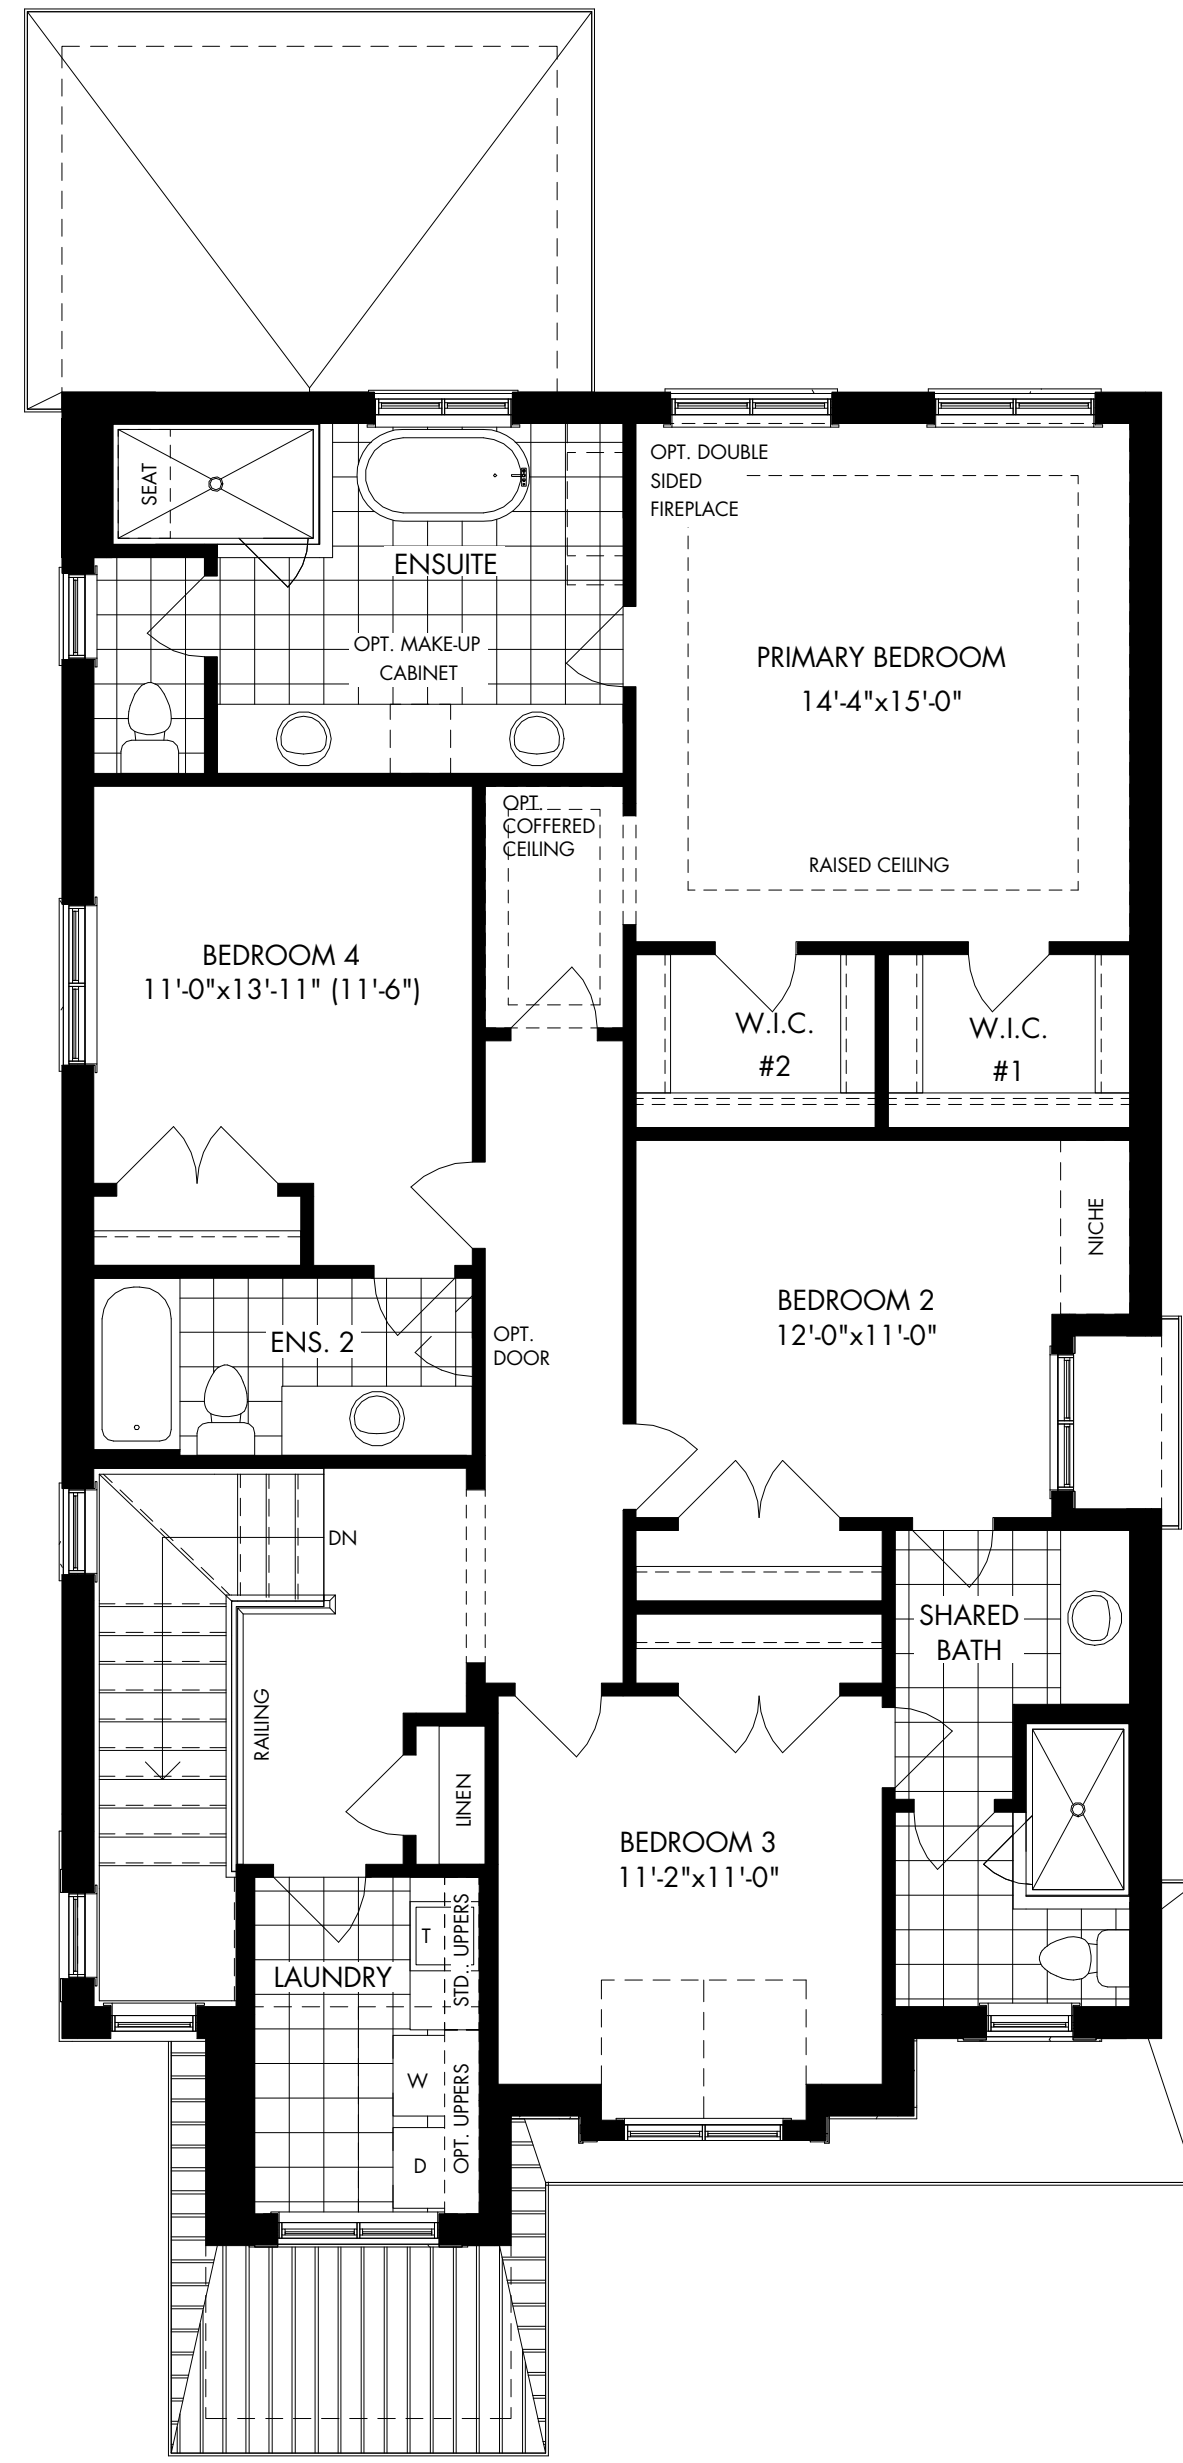 OPT. DOUBLE
SIDED
FIREPLACE
SEAT
ENSUITE
OPT. MAKE-UP
CABINET
PRIMARY BEDROOM
14'-4"x15'-0"
RAISED CEILING
OPT.
COFFERED
CEILING
BEDROOM 4
11'-0"x13'-11" (11'-6")
W.I.C.
#2
W.I.C.
#1
NICHE
BEDROOM 2
12'-0"x11'-0"
ENS. 2
OPT.
DOOR
DN
SHARED
BATH
RAILING
LINEN
BEDROOM 3
11'-2"x11'-0"
T
STD.: UPPERS
LAUNDRY
W
OPT. UPPERS
D